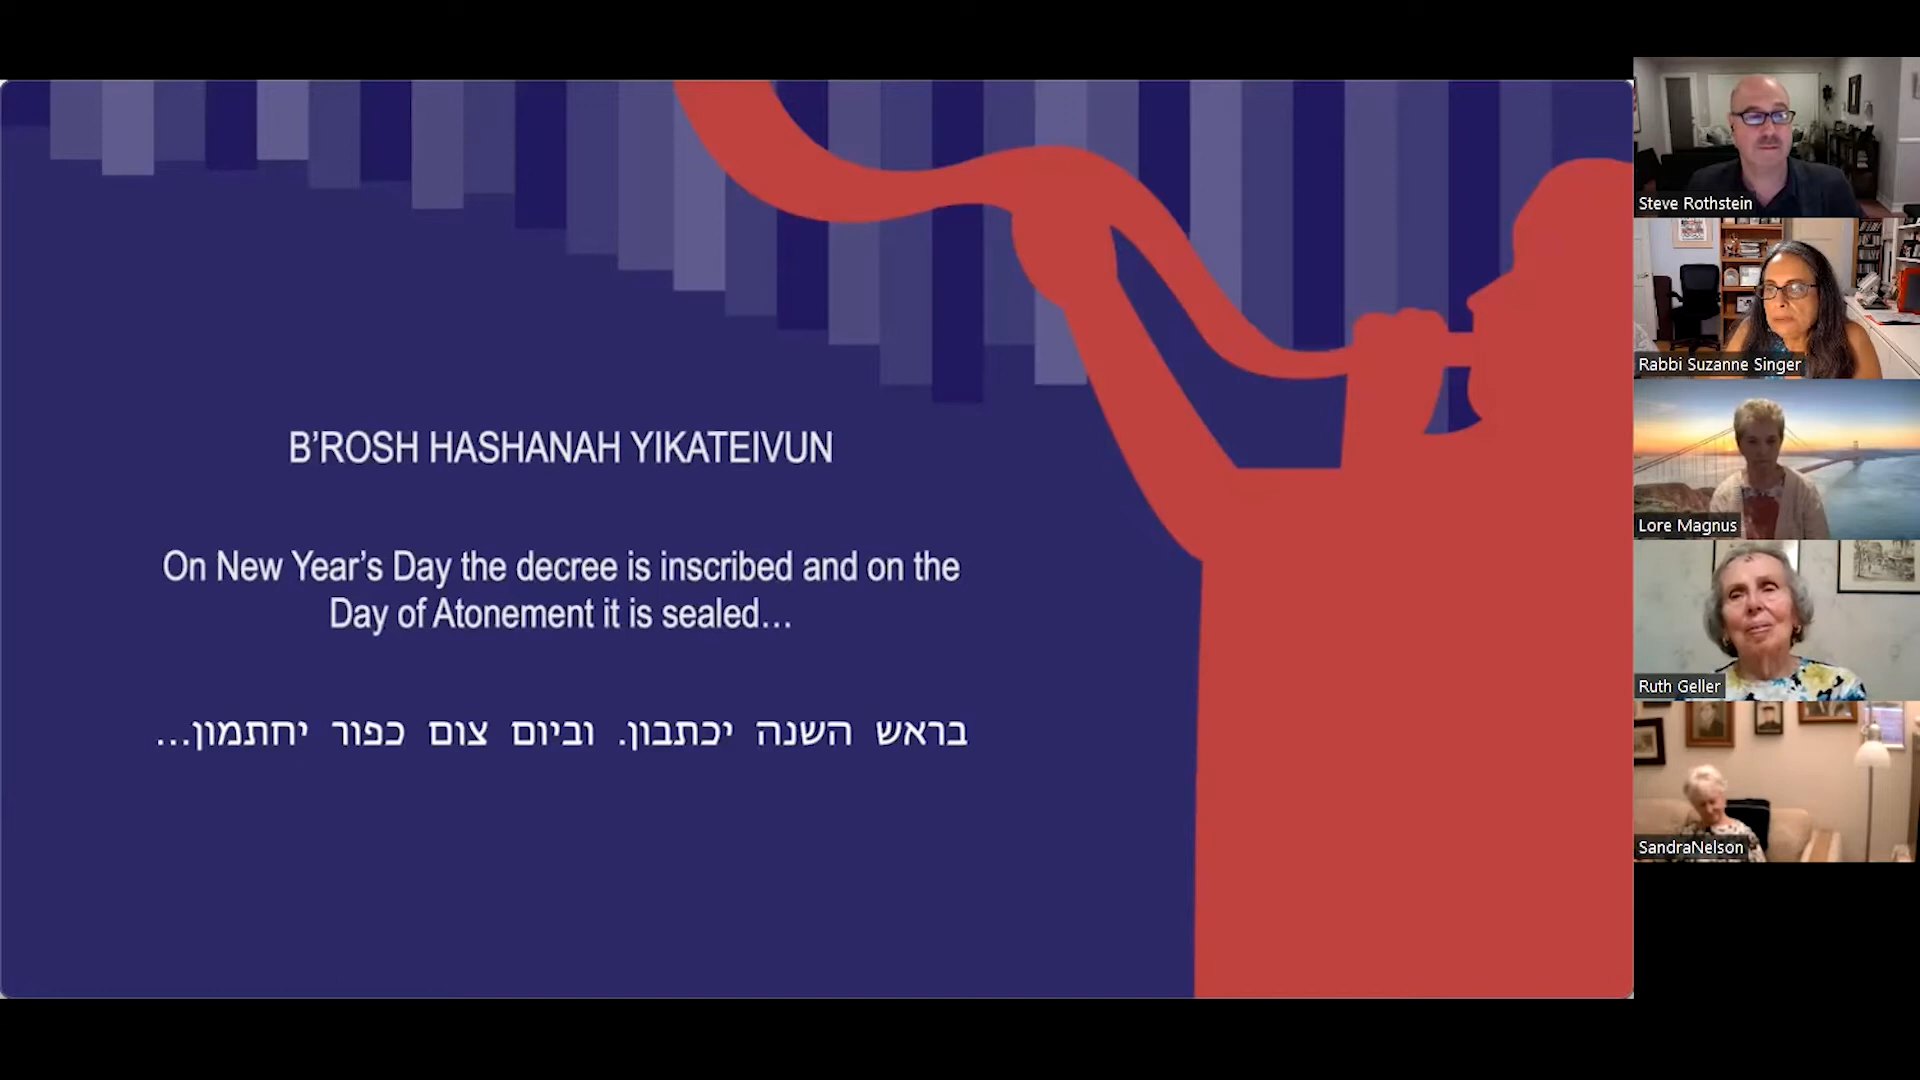 B’ROSH HASHANAH YIKATEIVUN
On New Year’s Day the decree is inscribed and on the
Day of Atonement it is sealed…
בראש השנה יכתבון. וביום צום כפור יחתמון…
Steve Rothstein
Rabbi Suzanne Singer
Lore Magnus
Ruth Geller
SandraNelson